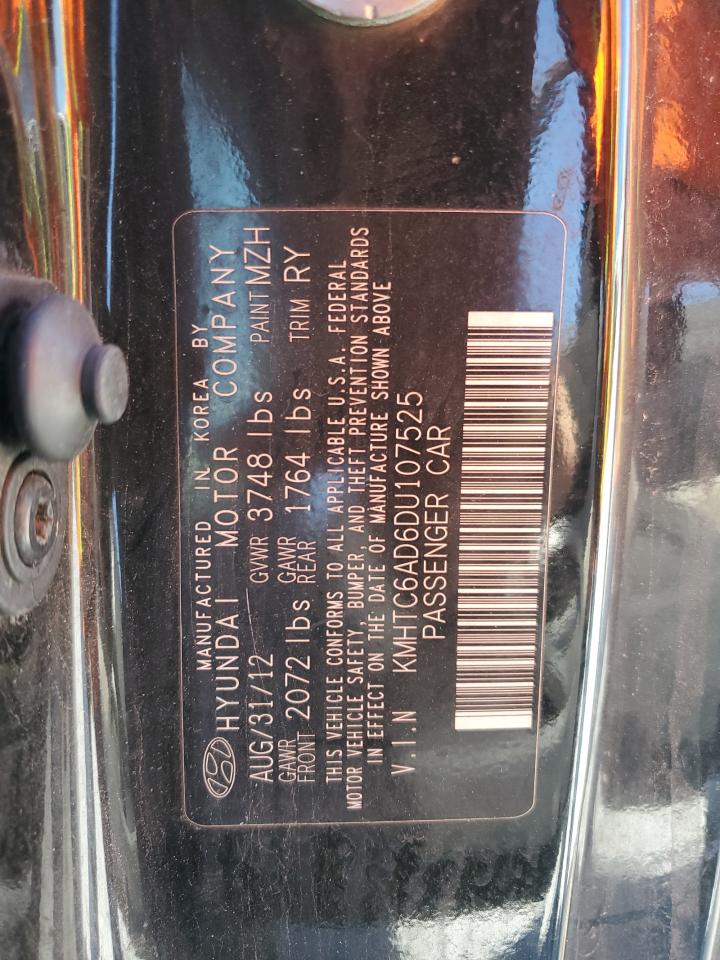 MANUFACTURED IN KOREA BY
HYUNDAI MOTOR COMPANY
AUG/31/12 GVWR 3748 lbs PAINT MZH
GAWR FRONT 2072 lbs GAWR REAR 1764 lbs TRIM RY
THIS VEHICLE CONFORMS TO ALL APPLICABLE U.S.A. FEDERAL
MOTOR VEHICLE SAFETY, BUMPER, AND THEFT PREVENTION STANDARDS
IN EFFECT ON THE DATE OF MANUFACTURE SHOWN ABOVE
V.I.N KMHTC6AD6DU107525
PASSENGER CAR